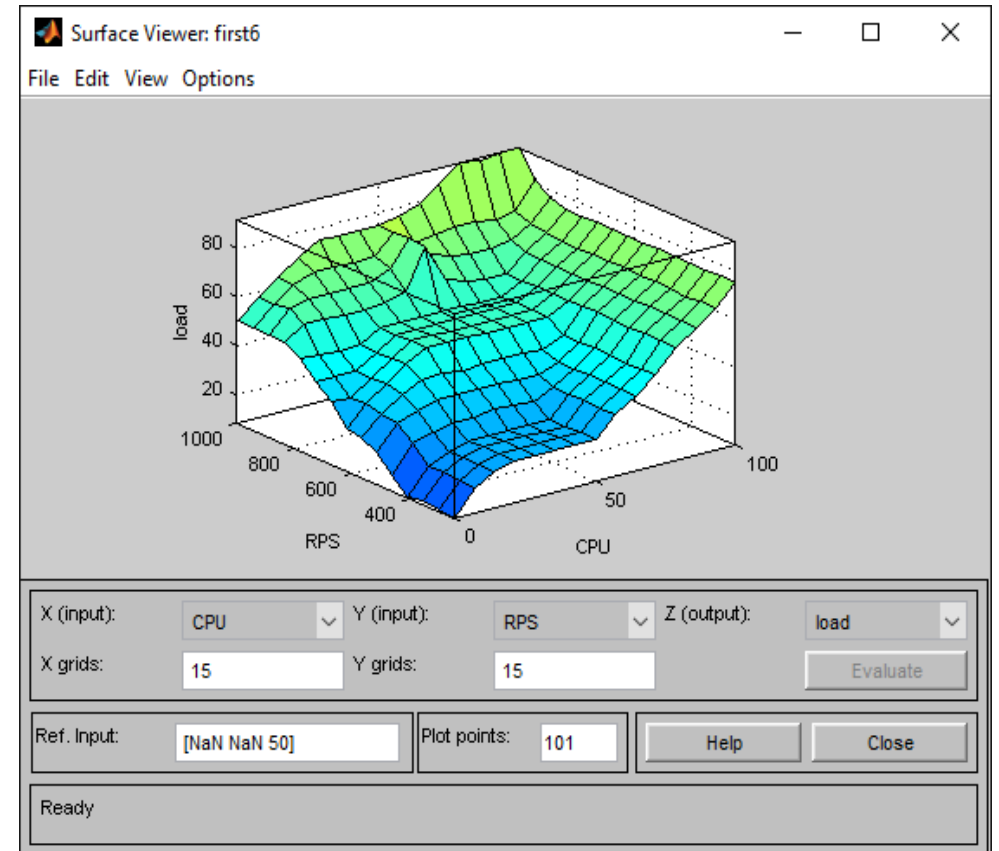 Surface Viewer: first6
File Edit View Options
80
60
40
20
load
1000
800
600
400
RPS
0
50
100
CPU
X (input): CPU Y (input): RPS Z (output): load
X grids: 15 Y grids: 15 Evaluate
Ref. Input: [NaN NaN 50] Plot points: 101 Help Close
Ready